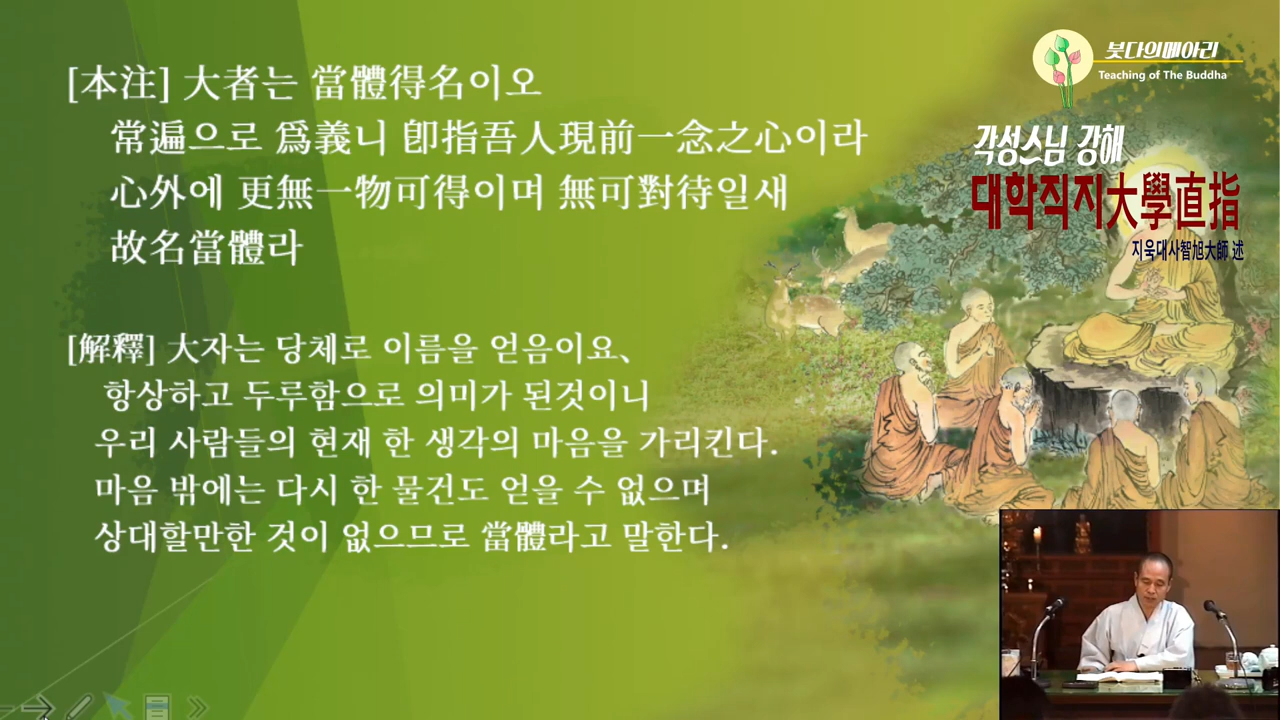 [本注] 大者는 當體得名이오
常遍으로 爲義니 卽指吾人現前一念之心이라
心外에 更無一物可得이며 無可對待일새
故名當體라
[解釋] 大자는 당체로 이름을 얻음이요、
항상하고 두루함으로 의미가 된것이니
우리 사람들의 현재 한 생각의 마음을 가리킨다.
마음 밖에는 다시 한 물건도 얻을 수 없으며
상대할만한 것이 없으므로 當體라고 말한다.
붓다의메아리
Teaching of The Buddha
각성스님 강해
대학직지大學直指
지욱대사智旭大師 述